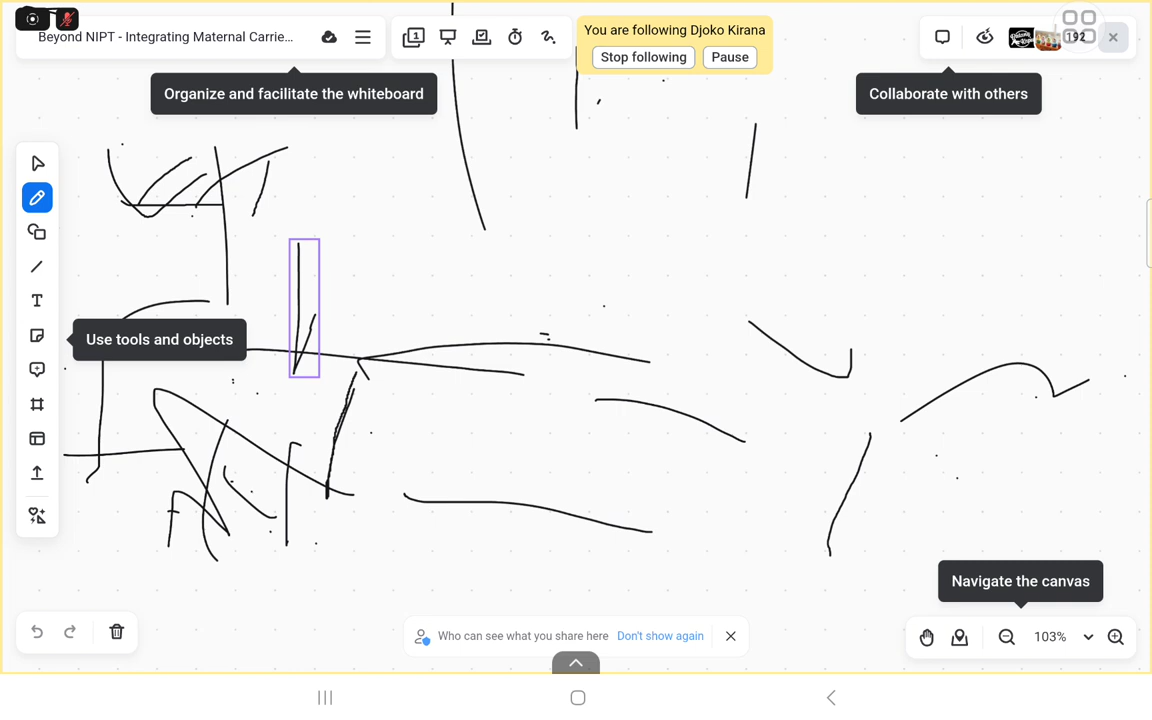 Beyond NIPT - Integrating Maternal Carrie...
1
You are following Djoko Kirana
Stop following
Pause
192
Organize and facilitate the whiteboard
Collaborate with others
T
Use tools and objects
Navigate the canvas
Who can see what you share here Don't show again
103%